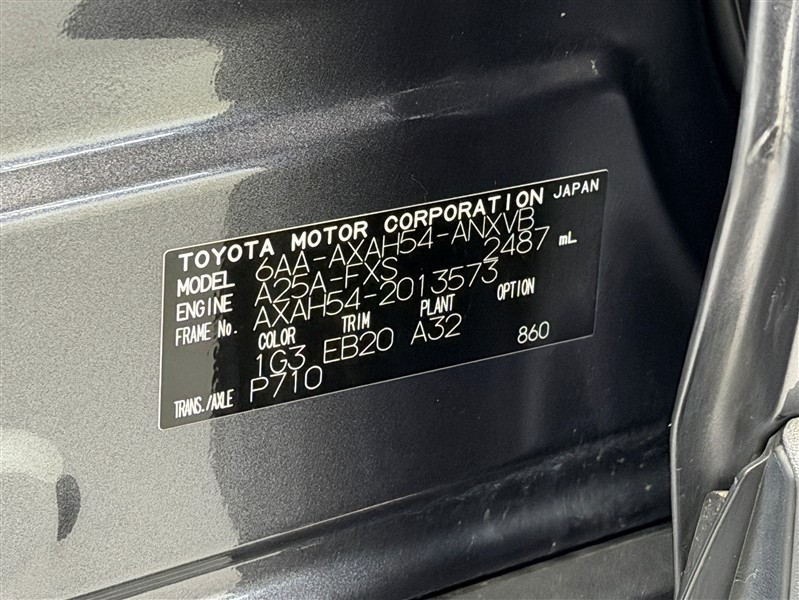 TOYOTA MOTOR CORPORATION JAPAN
MODEL 6AA-AXAH54-ANXVB
ENGINE A25A-FXS 2487 mL
FRAME No. AXAH54-2013573
COLOR TRIM PLANT OPTION
1G3 EB20 A32 860
TRANS./AXLE P710